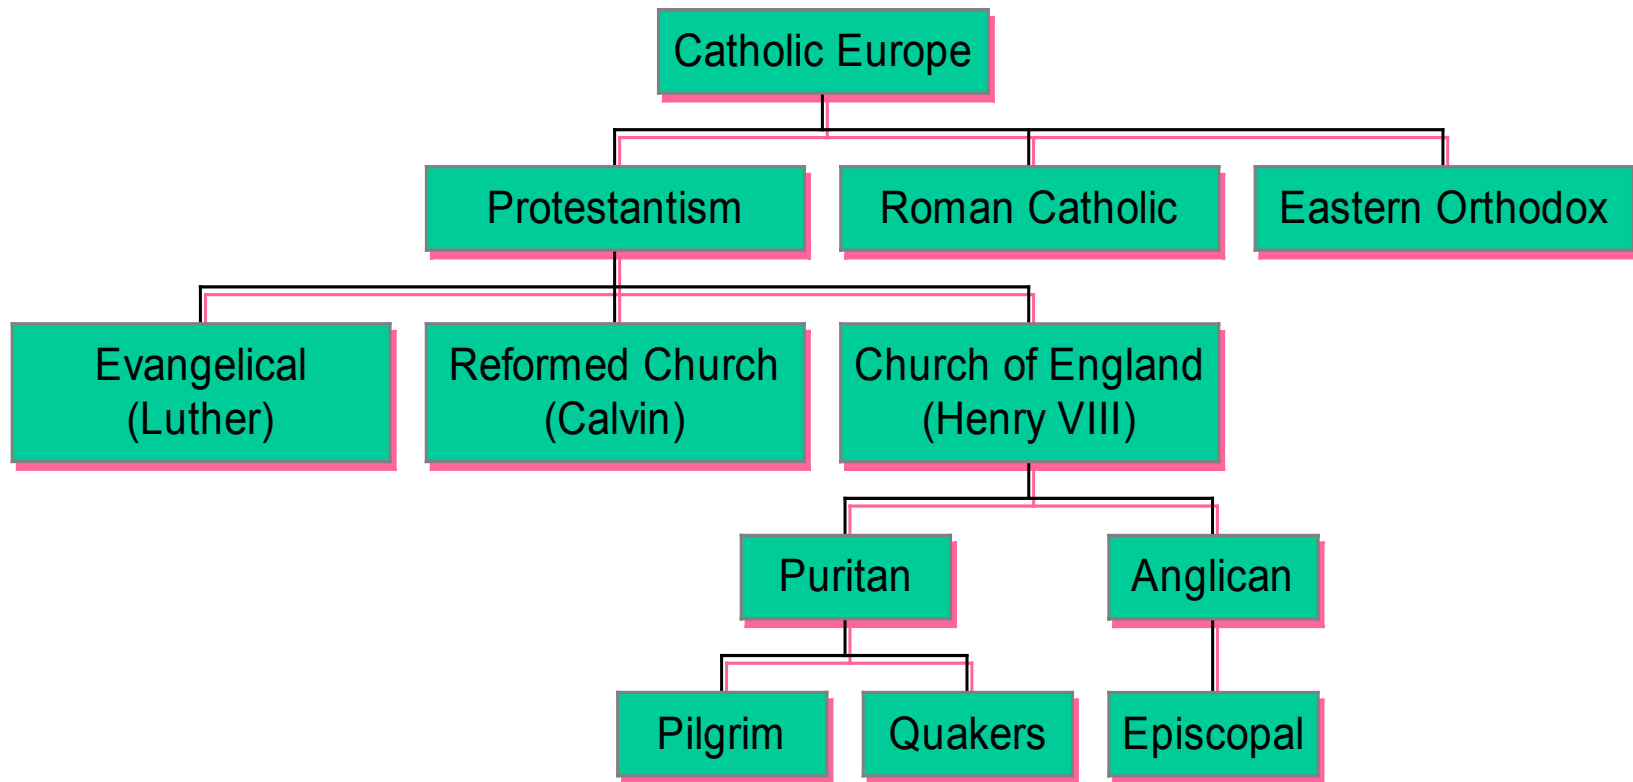 Catholic Europe
Protestantism
Roman Catholic
Eastern Orthodox
Evangelical
(Luther)
Reformed Church
(Calvin)
Church of England
(Henry VIII)
Puritan
Anglican
Pilgrim
Quakers
Episcopal